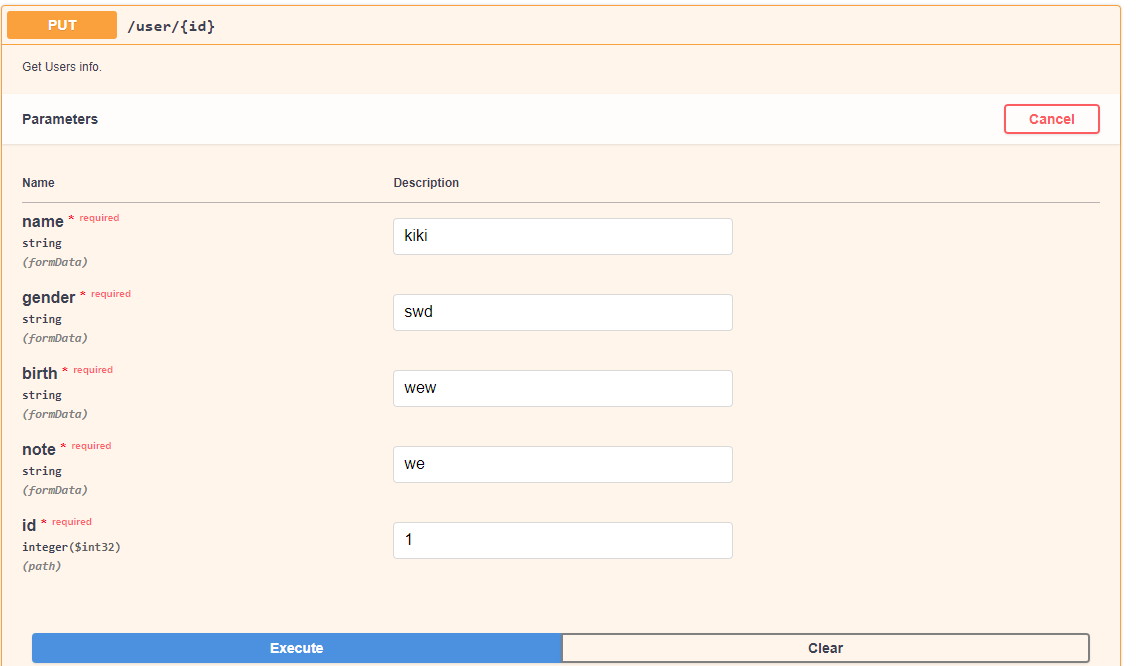 PUT /user/{id}
Get Users info.
Parameters Cancel
Name Description
name * required
string
(formData)
kiki
gender * required
string
(formData)
swd
birth * required
string
(formData)
wew
note * required
string
(formData)
we
id * required
integer($int32)
(path)
1
Execute Clear